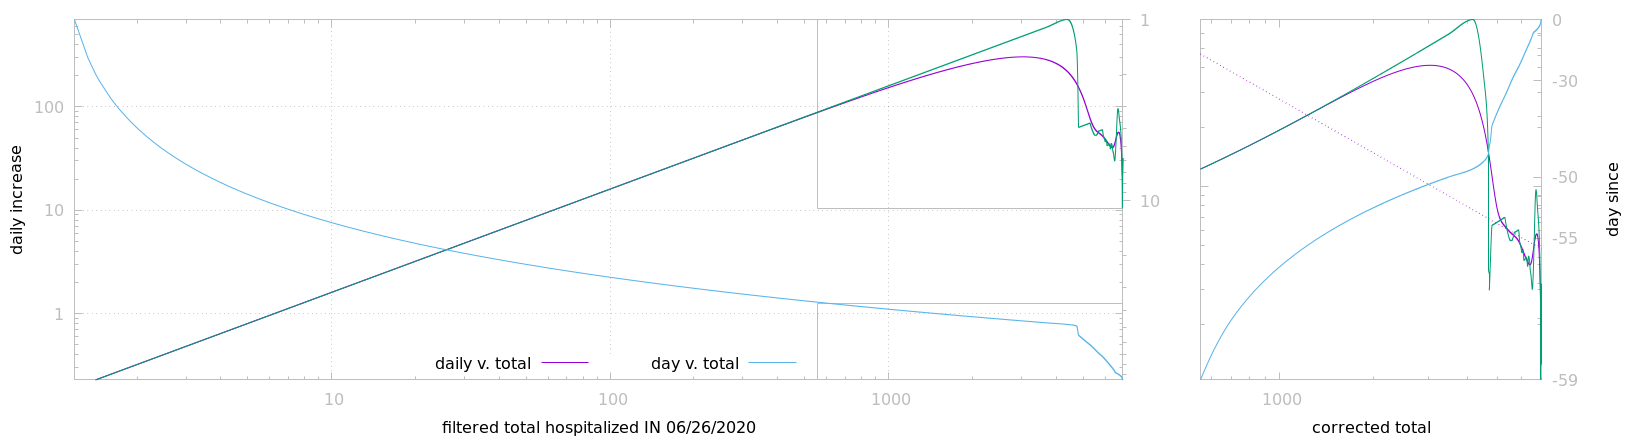 daily increase
100
10
1
10
100
1000
daily v. total
day v. total
filtered total hospitalized IN 06/26/2020
1
10
1000
corrected total
0
-30
-50
-55
-59
day since